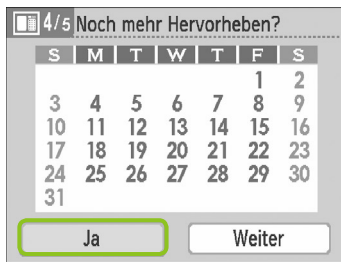 4/5 Noch mehr Hervorheben?
S M T W T F S
1 2
3 4 5 6 7 8 9
10 11 12 13 14 15 16
17 18 19 20 21 22 23
24 25 26 27 28 29 30
31
Ja Weiter